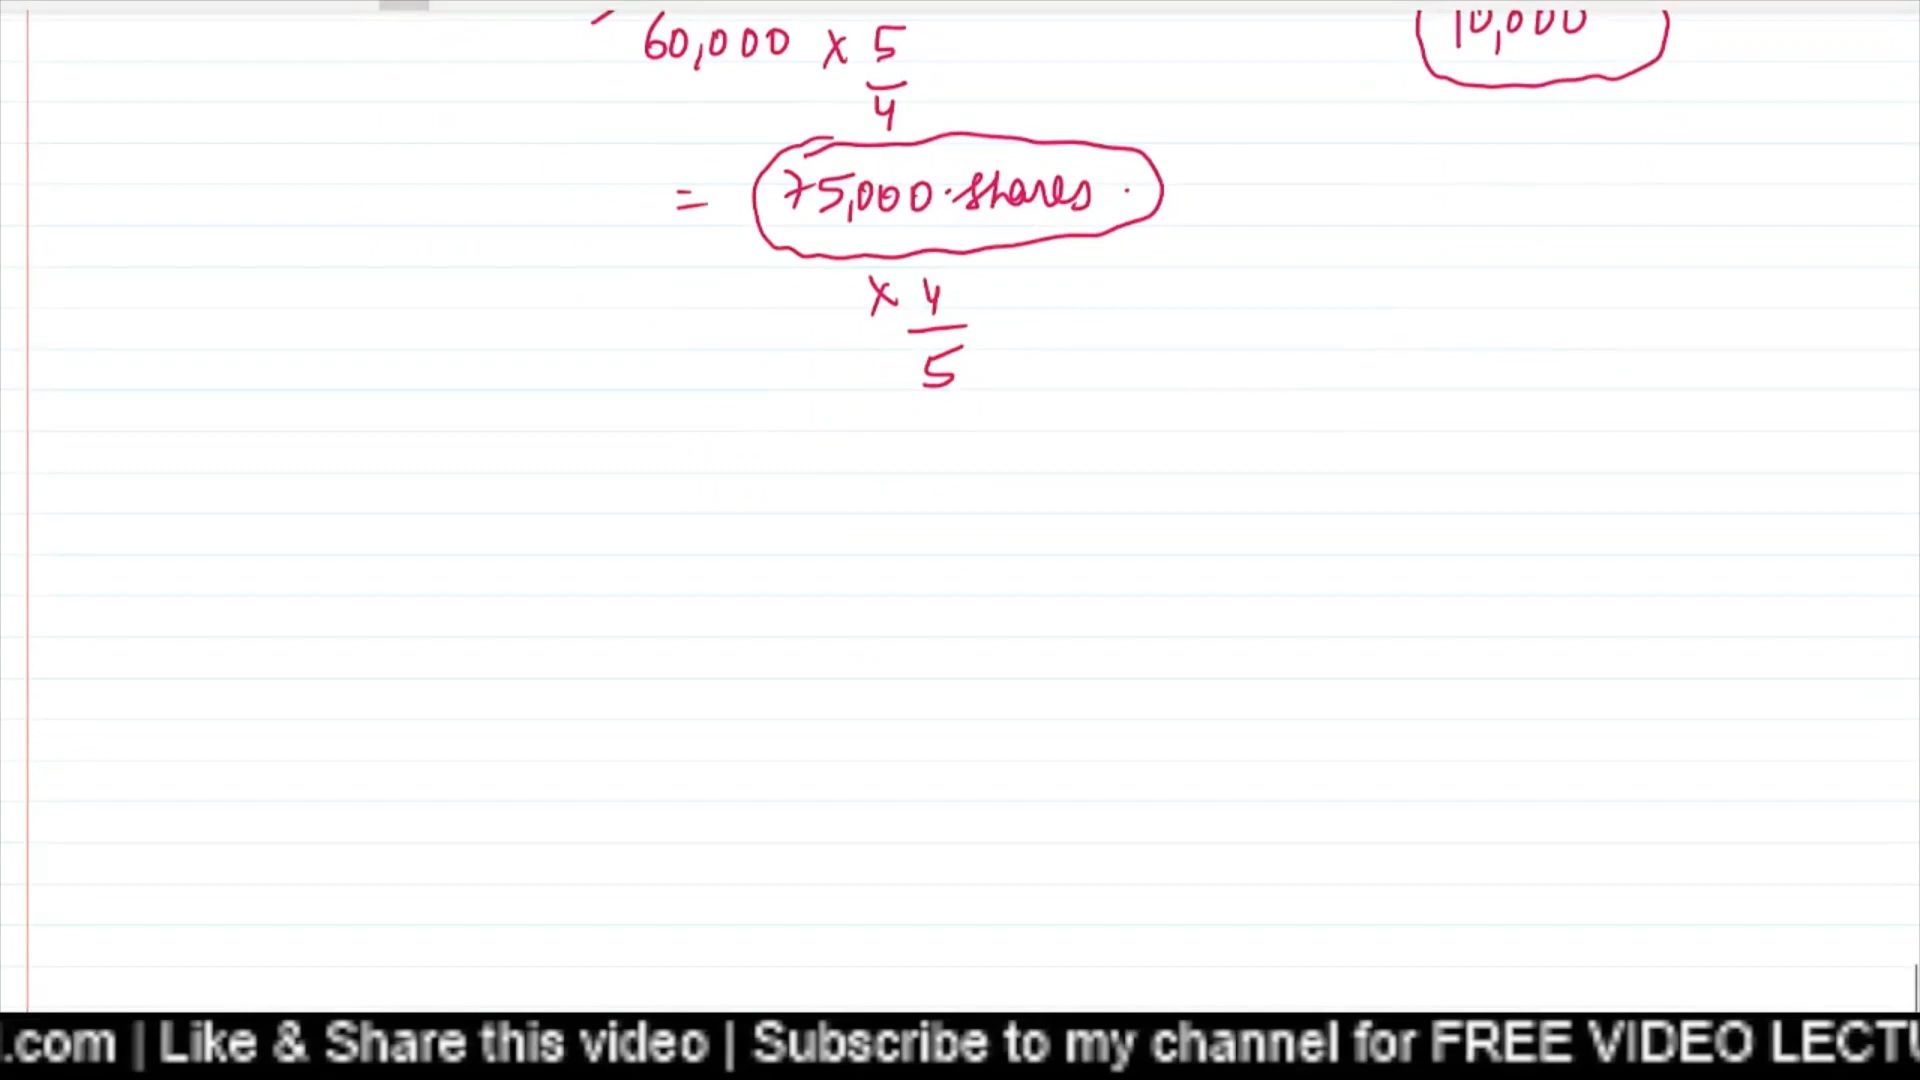 60,000 x 5
4
10,000
= 75,000 shares
x 4
5
.com | Like & Share this video | Subscribe to my channel for FREE VIDEO LECTU